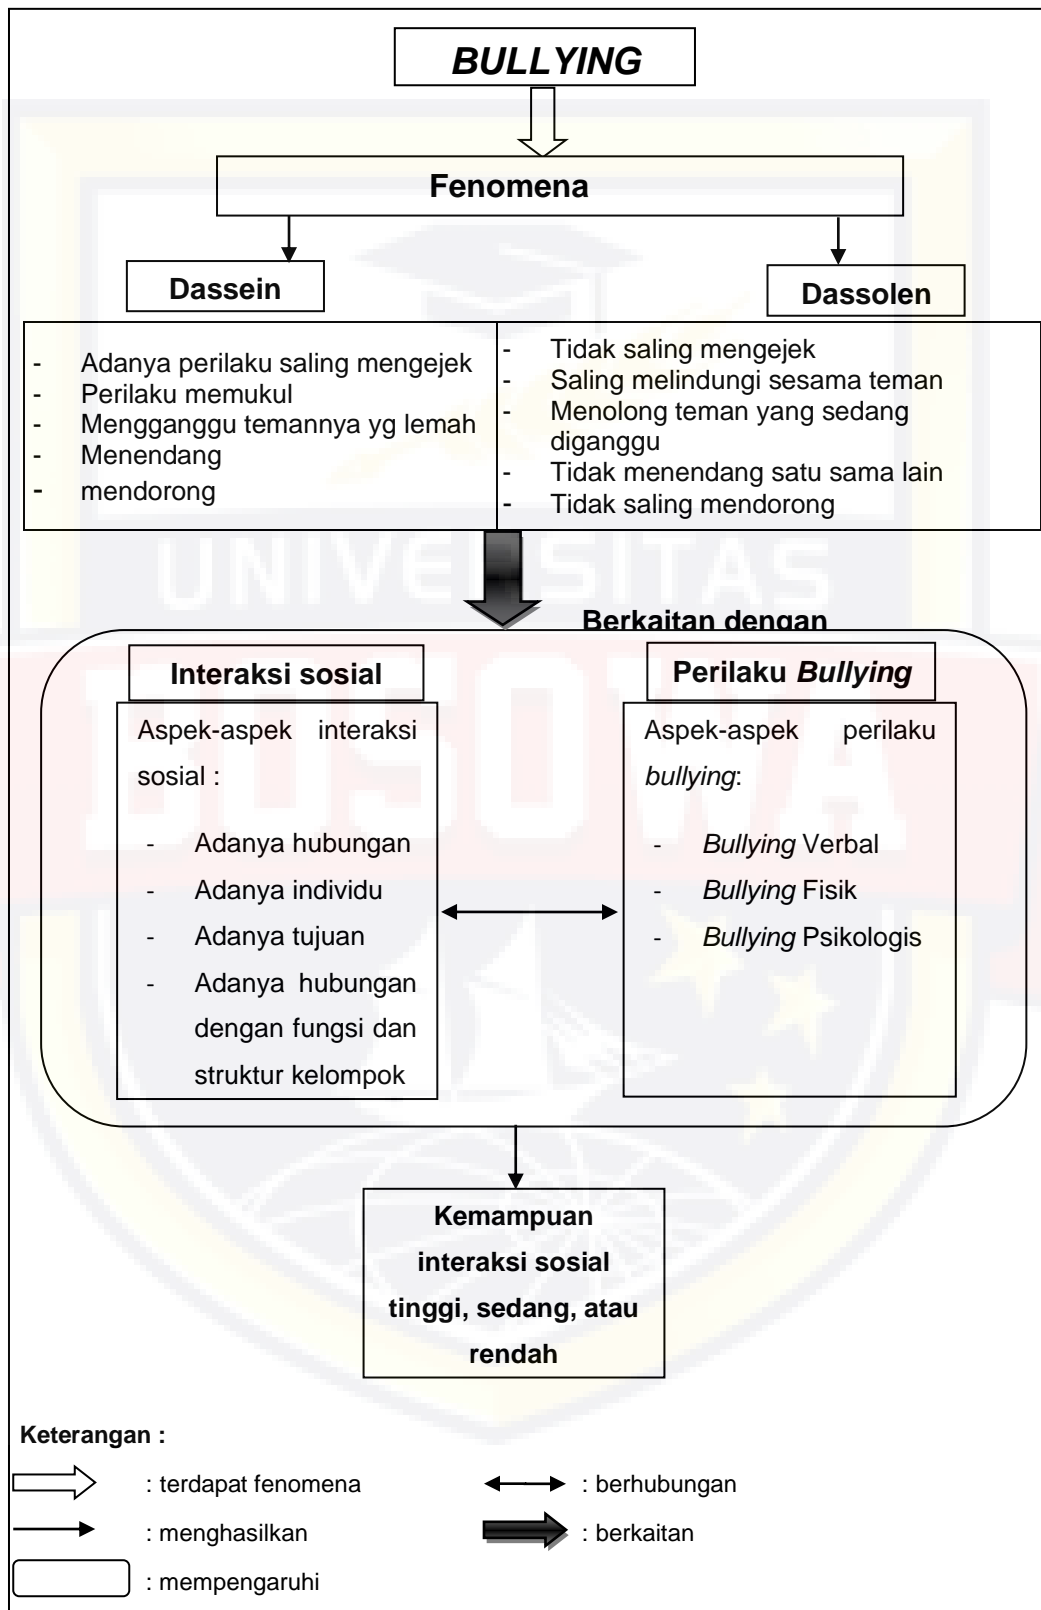 BULLYING
Fenomena
Dassein
Dassolen
- Adanya perilaku saling mengejek
- Perilaku memukul
- Mengganggu temannya yg lemah
- Menendang
- mendorong
- Tidak saling mengejek
- Saling melindungi sesama teman
- Menolong teman yang sedang
diganggu
- Tidak menendang satu sama lain
- Tidak saling mendorong
UNIVERSITAS
BOSOWA
Berkaitan dengan
Interaksi sosial
Aspek-aspek interaksi
sosial :
- Adanya hubungan
- Adanya individu
- Adanya tujuan
- Adanya hubungan
dengan fungsi dan
struktur kelompok
Perilaku Bullying
Aspek-aspek perilaku
bullying:
- Bullying Verbal
- Bullying Fisik
- Bullying Psikologis
Kemampuan
interaksi sosial
tinggi, sedang, atau
rendah
Keterangan :
: terdapat fenomena
: berhubungan
: menghasilkan
: berkaitan
: mempengaruhi